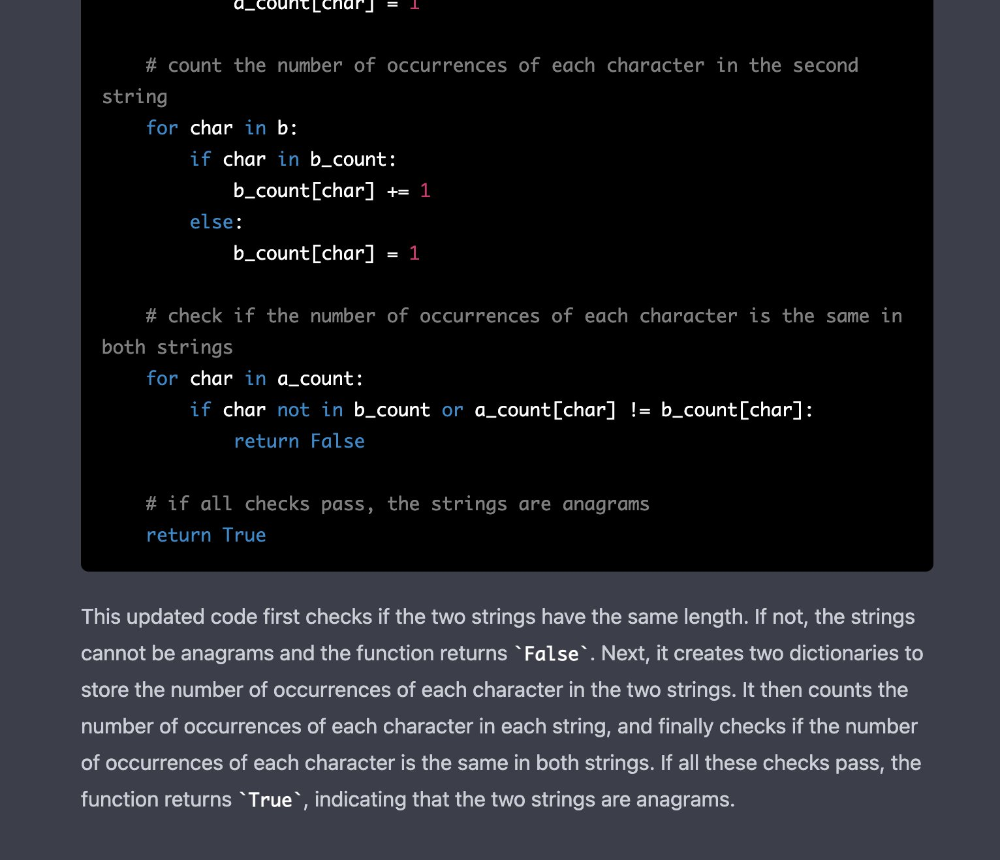 a_count[char] = 1
# count the number of occurrences of each character in the second
string
for char in b:
if char in b_count:
b_count[char] += 1
else:
b_count[char] = 1
# check if the number of occurrences of each character is the same in
both strings
for char in a_count:
if char not in b_count or a_count[char] != b_count[char]:
return False
# if all checks pass, the strings are anagrams
return True
This updated code first checks if the two strings have the same length. If not, the strings
cannot be anagrams and the function returns `False`. Next, it creates two dictionaries to
store the number of occurrences of each character in the two strings. It then counts the
number of occurrences of each character in each string, and finally checks if the number
of occurrences of each character is the same in both strings. If all these checks pass, the
function returns `True`, indicating that the two strings are anagrams.